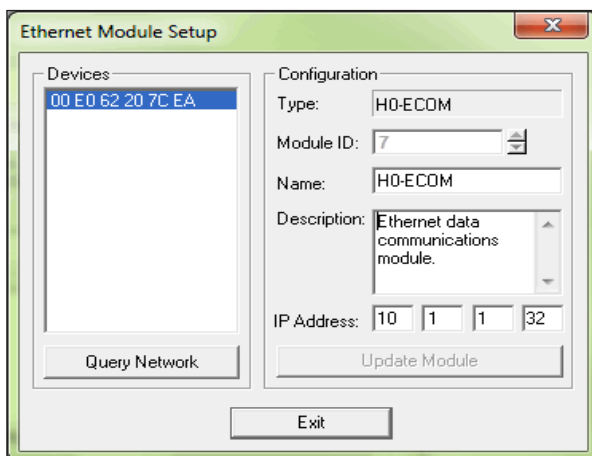 Ethernet Module Setup
Devices
00 E0 62 20 7C EA
Query Network
Configuration
Type: H0-ECOM
Module ID: 7
Name: H0-ECOM
Description: Ethernet data
communications
module.
IP Address: 10 1 1 32
Update Module
Exit